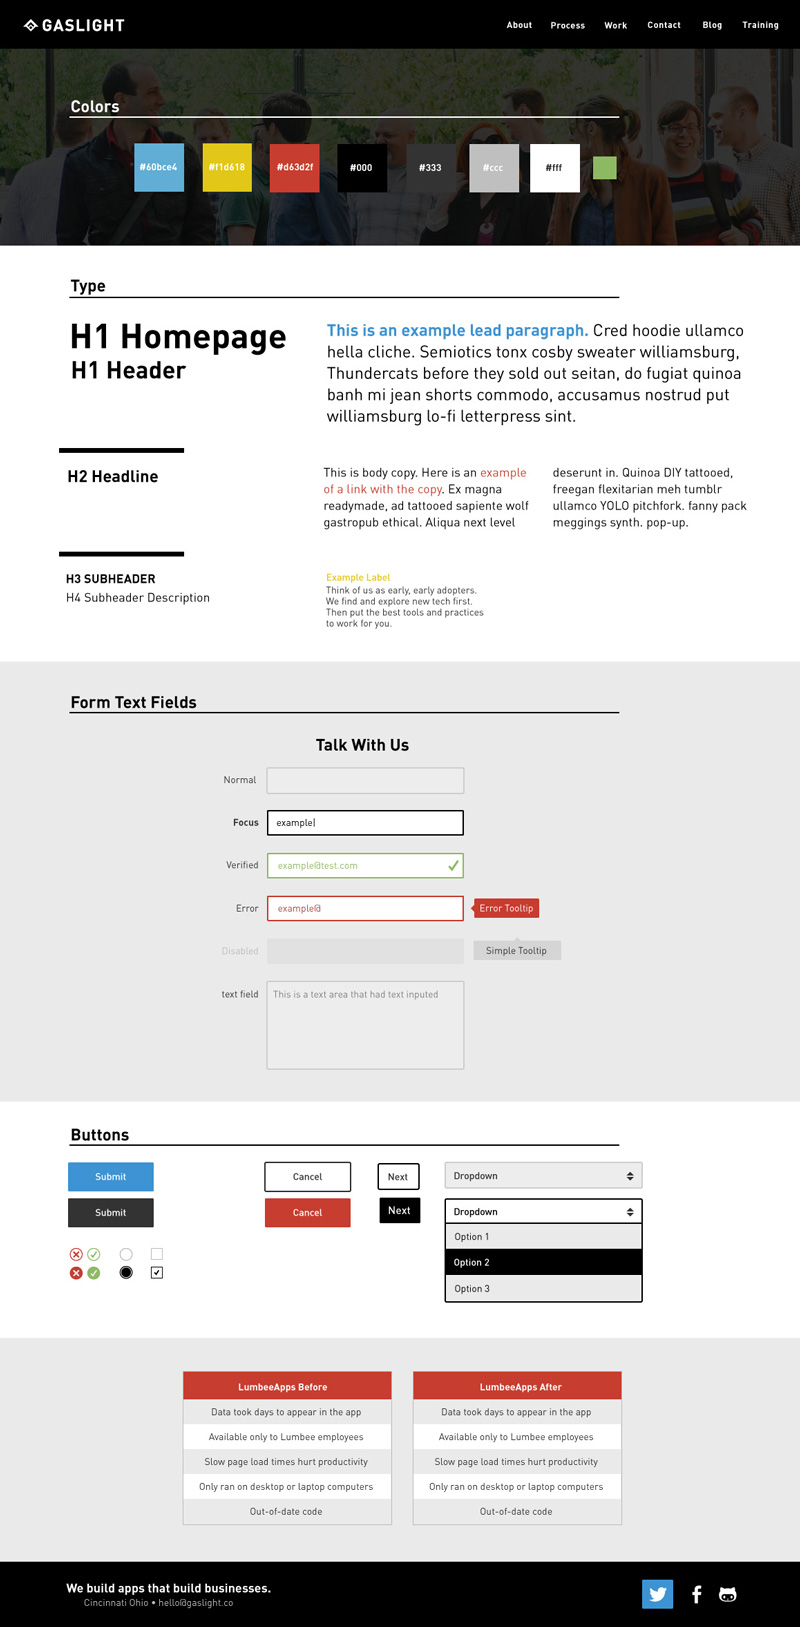 GASLIGHT
About Process Work Contact Blog Training
Colors
#60bce4 #f1d618 #d63d2f #000 #333 #ccc #fff
Type
H1 Homepage
H1 Header
This is an example lead paragraph. Cred hoodie ullamco
hella cliche. Semiotics tonx cosby sweater williamsburg,
Thundercats before they sold out seitan, do fugiat quinoa
banh mi jean shorts commodo, accusamus nostrud put
williamsburg lo-fi letterpress sint.
H2 Headline
This is body copy. Here is an example
of a link with the copy. Ex magna
readymade, ad tattooed sapiente wolf
gastropub ethical. Aliqua next level
deserunt in. Quinoa DIY tattooed,
freegan flexitarian meh tumblr
ullamco YOLO pitchfork. fanny pack
meggings synth. pop-up.
H3 SUBHEADER
H4 Subheader Description
Example Label
Think of us as early, early adopters.
We find and explore new tech first.
Then put the best tools and practices
to work for you.
Form Text Fields
Talk With Us
Normal
Focus example
Verified example@test.com
Error example@ Error Tooltip
Disabled Simple Tooltip
text field This is a text area that had text inputed
Buttons
Submit Cancel Next Dropdown
Submit Cancel Next Dropdown
Option 1
Option 2
Option 3
LumbeeApps Before
Data took days to appear in the app
Available only to Lumbee employees
Slow page load times hurt productivity
Only ran on desktop or laptop computers
Out-of-date code
LumbeeApps After
Data took days to appear in the app
Available only to Lumbee employees
Slow page load times hurt productivity
Only ran on desktop or laptop computers
Out-of-date code
We build apps that build businesses.
Cincinnati Ohio • hello@gaslight.co